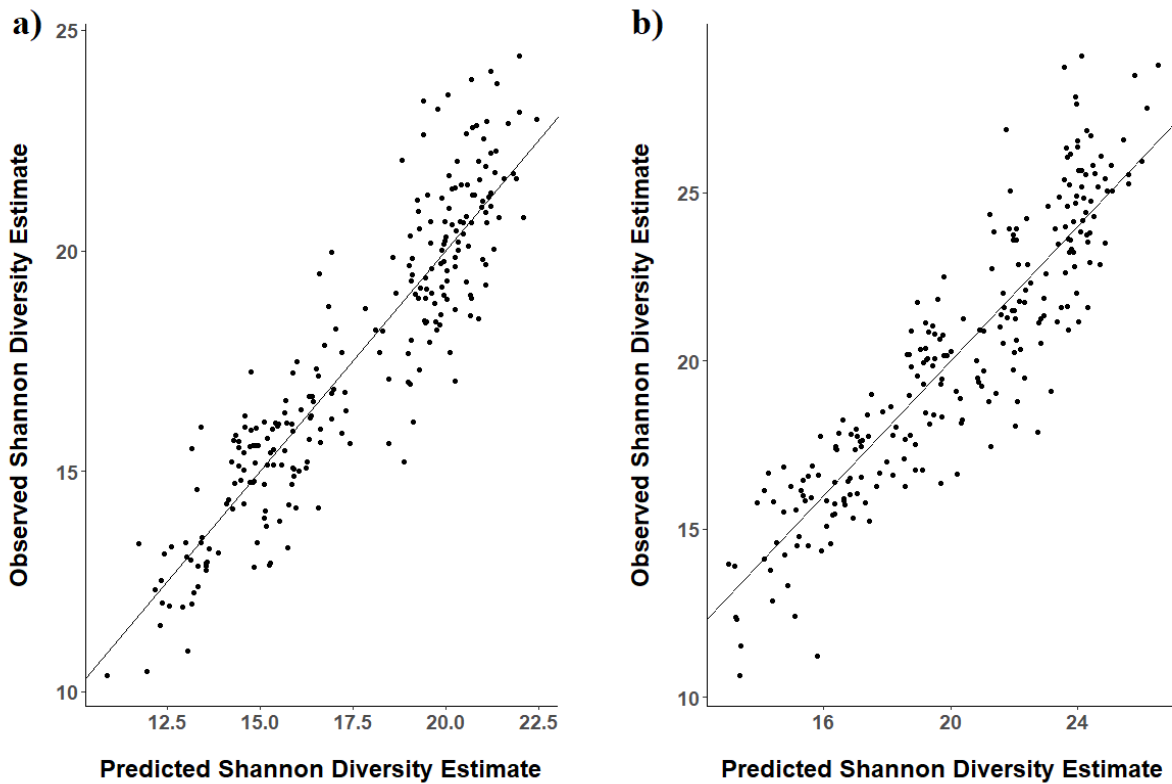 a)
25
20
15
10
Observed Shannon Diversity Estimate
12.5 15.0 17.5 20.0 22.5
Predicted Shannon Diversity Estimate
b)
25
20
15
10
Observed Shannon Diversity Estimate
16 20 24
Predicted Shannon Diversity Estimate